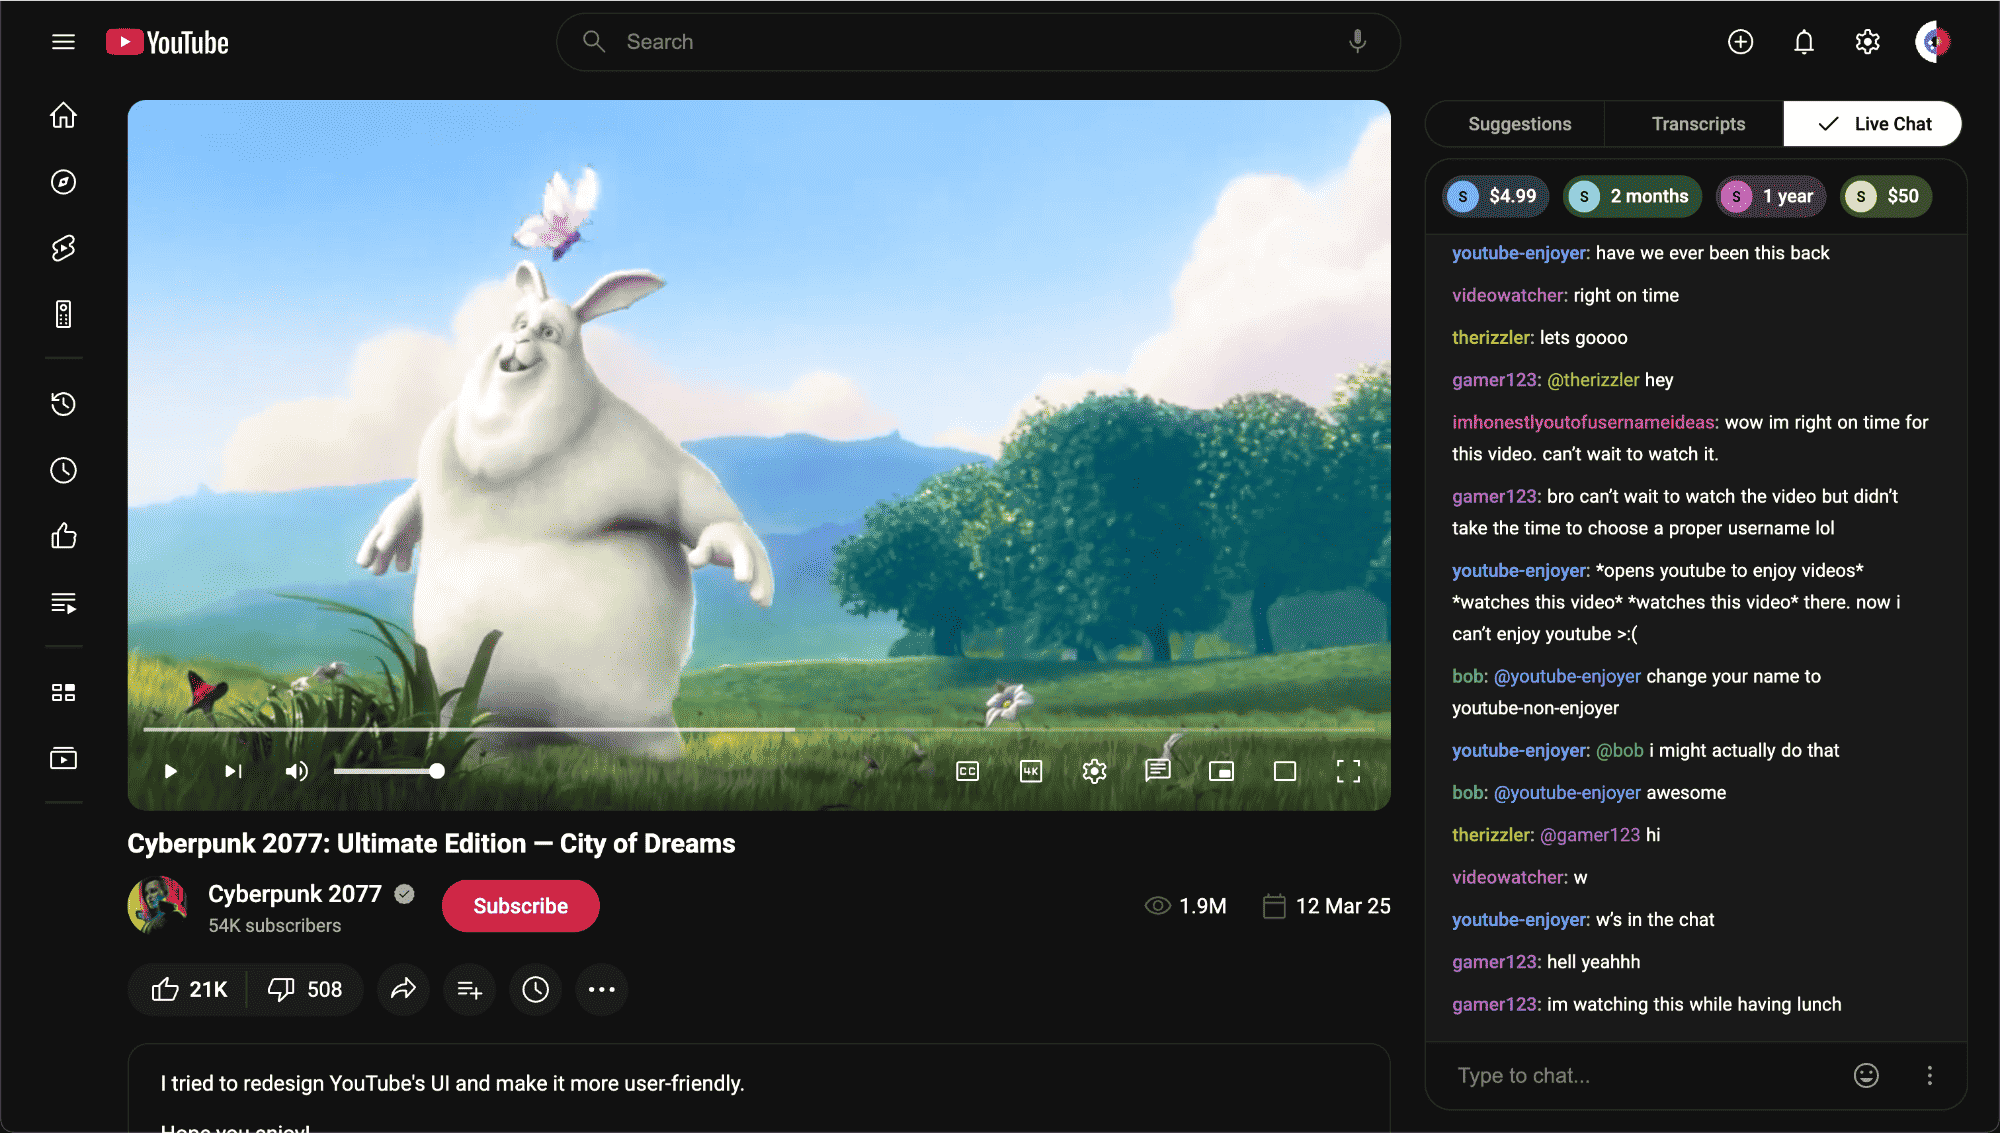 YouTube
Search
Suggestions
Transcripts
Live Chat
S $4.99
S 2 months
S 1 year
S $50
youtube-enjoyer: have we ever been this back
videowatcher: right on time
therizzler: lets goooo
gamer123: @therizzler hey
imhonestlyoutofusernameideas: wow im right on time for
this video. can’t wait to watch it.
gamer123: bro can’t wait to watch the video but didn’t
take the time to choose a proper username lol
youtube-enjoyer: *opens youtube to enjoy videos*
*watches this video* *watches this video* there. now i
can’t enjoy youtube >:(
bob: @youtube-enjoyer change your name to
youtube-non-enjoyer
youtube-enjoyer: @bob i might actually do that
bob: @youtube-enjoyer awesome
therizzler: @gamer123 hi
videowatcher: w
youtube-enjoyer: w’s in the chat
gamer123: hell yeahhh
gamer123: im watching this while having lunch
Type to chat...
CC
4K
Cyberpunk 2077: Ultimate Edition — City of Dreams
Cyberpunk 2077
54K subscribers
Subscribe
1.9M
12 Mar 25
21K
508
I tried to redesign YouTube's UI and make it more user-friendly.
Hope you enjoy!